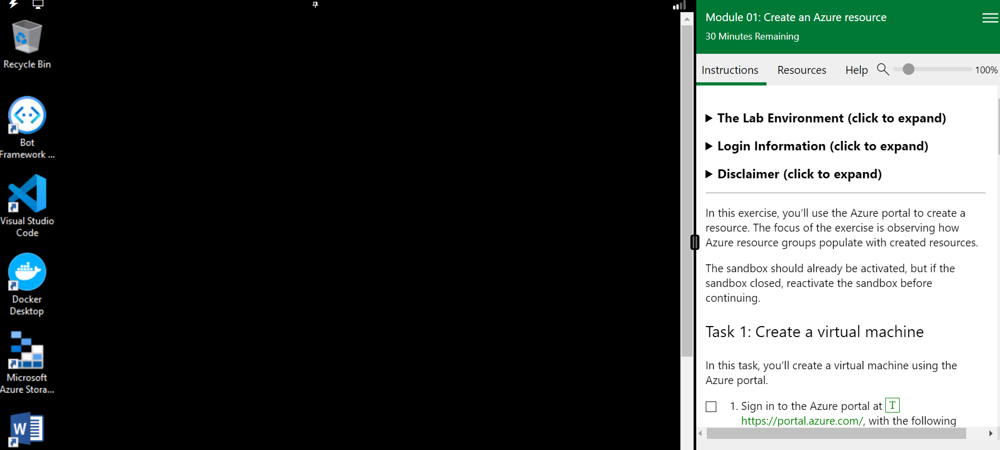 Recycle Bin
Bot
Framework ...
Visual Studio
Code
Docker
Desktop
Microsoft
Azure Stora...
W
Module 01: Create an Azure resource
30 Minutes Remaining
Instructions Resources Help 100%
The Lab Environment (click to expand)
Login Information (click to expand)
Disclaimer (click to expand)
In this exercise, you’ll use the Azure portal to create a
resource. The focus of the exercise is observing how
Azure resource groups populate with created resources.
The sandbox should already be activated, but if the
sandbox closed, reactivate the sandbox before
continuing.
Task 1: Create a virtual machine
In this task, you’ll create a virtual machine using the
Azure portal.
1. Sign in to the Azure portal at T
https://portal.azure.com/, with the following